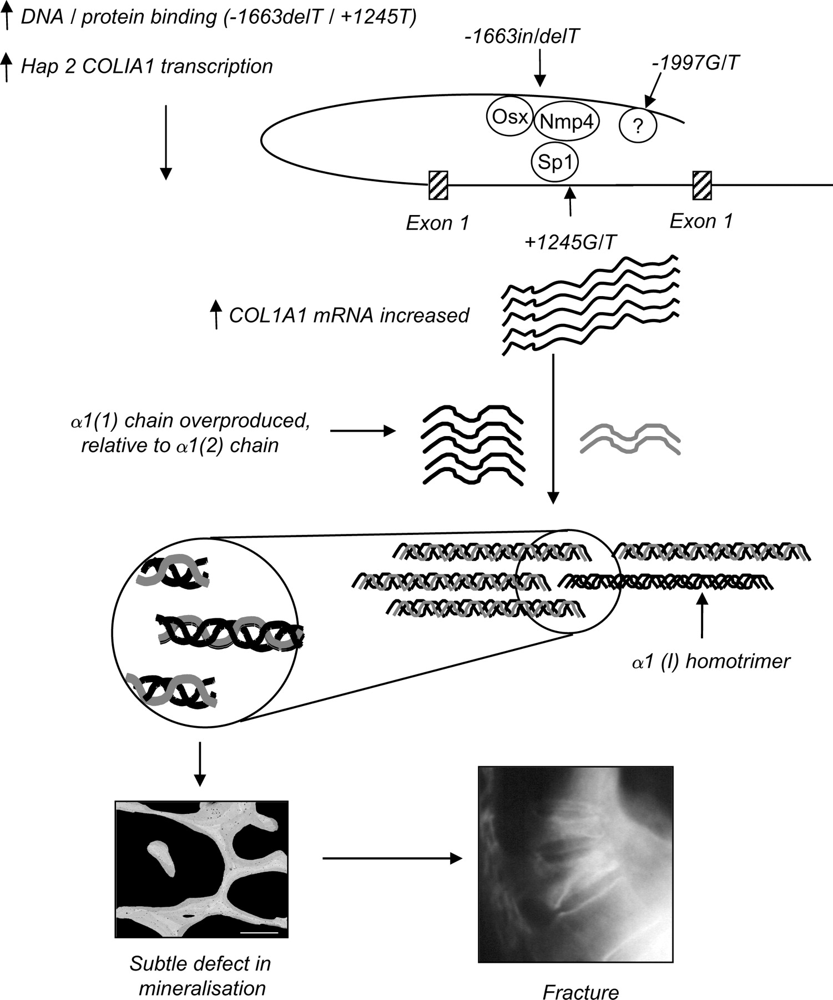 DNA / protein binding (-1663delT / +1245T)
Hap 2 COLIA1 transcription
-1663in/delT
-1997G/T
Osx
Nmp4
?
Sp1
Exon 1
Exon 1
+1245G/T
COL1A1 mRNA increased
α1(1) chain overproduced,
relative to α1(2) chain
α1 (I) homotrimer
Subtle defect in
mineralisation
Fracture